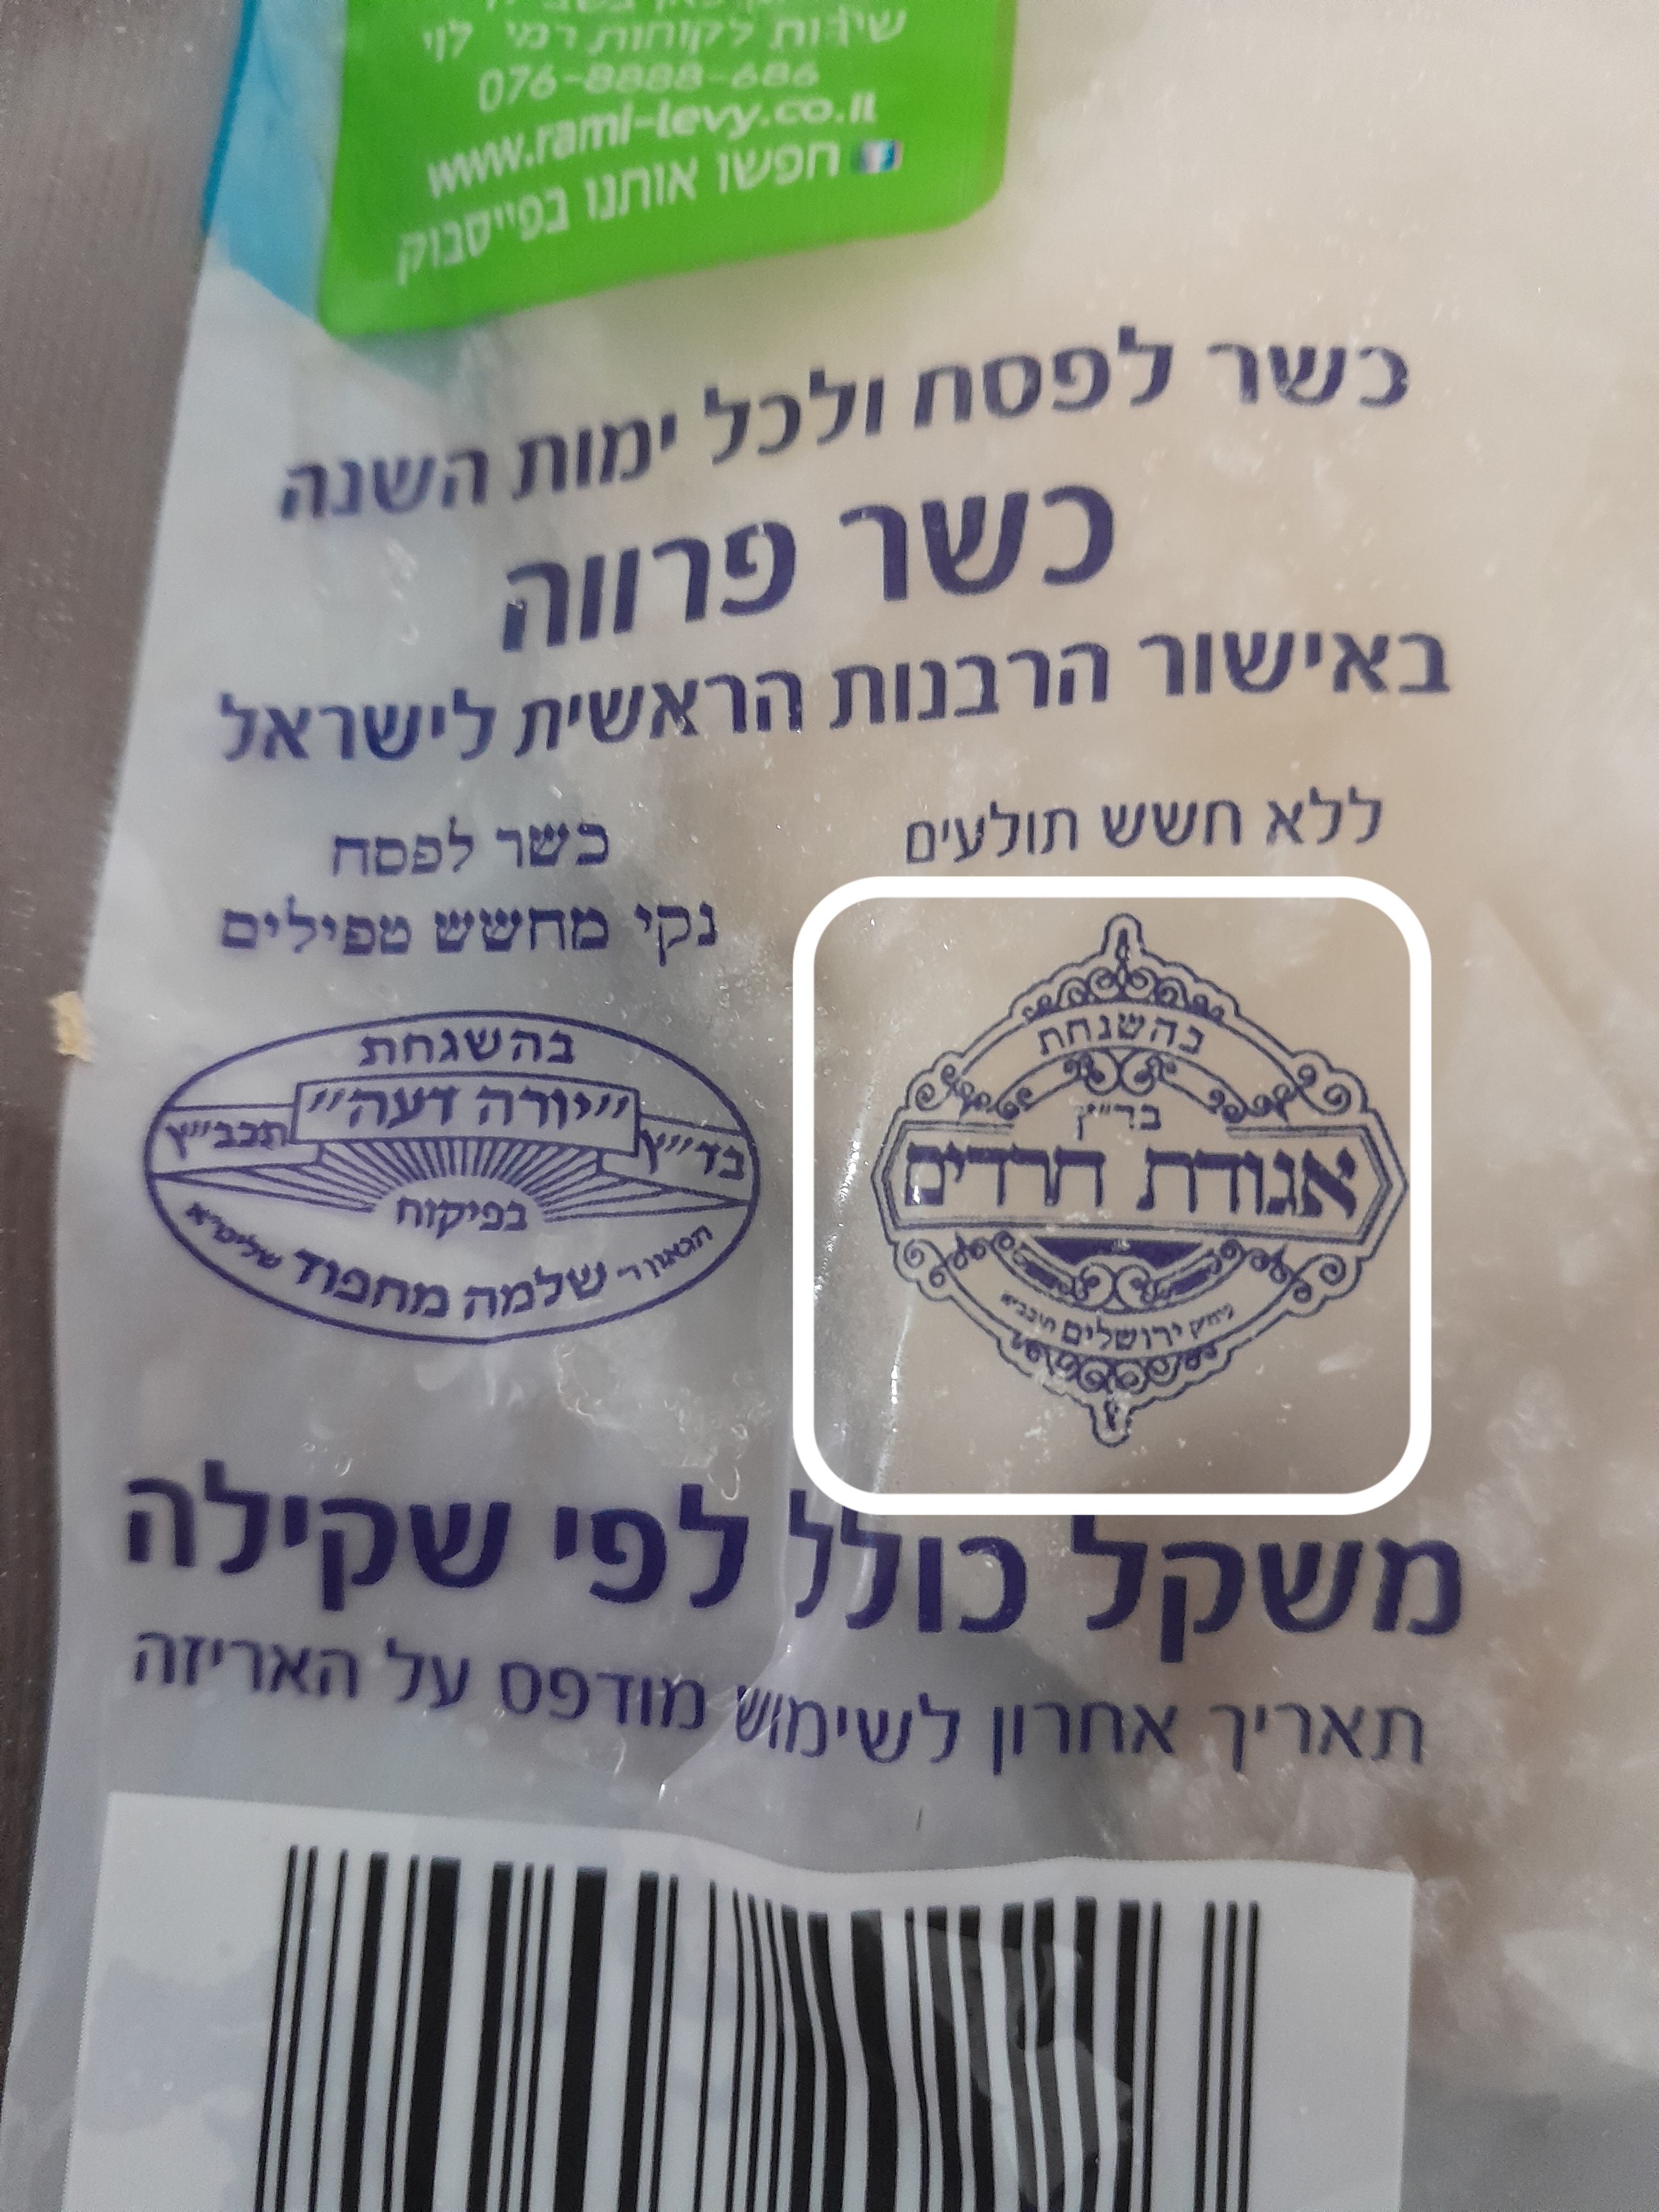 שירות לקוחות רמי לוי
076-8888-686
www.rami-levy.co.il
חפשו אותנו בפייסבוק
כשר לפסח ולכל ימות השנה
כשר פרווה
באישור הרבנות הראשית לישראל
ללא חשש תולעים
בהשגחת
בד״ץ
אגודת חרדים
ירושלים
כשר לפסח
נקי מחשש טפילים
בהשגחת
בד״ץ "יורה דעה" תכב״ץ
בפיקוח
הגאון ר׳ שלמה מחפוד שליט״א
משקל כולל לפי שקילה
תאריך אחרון לשימוש מודפס על האריזה